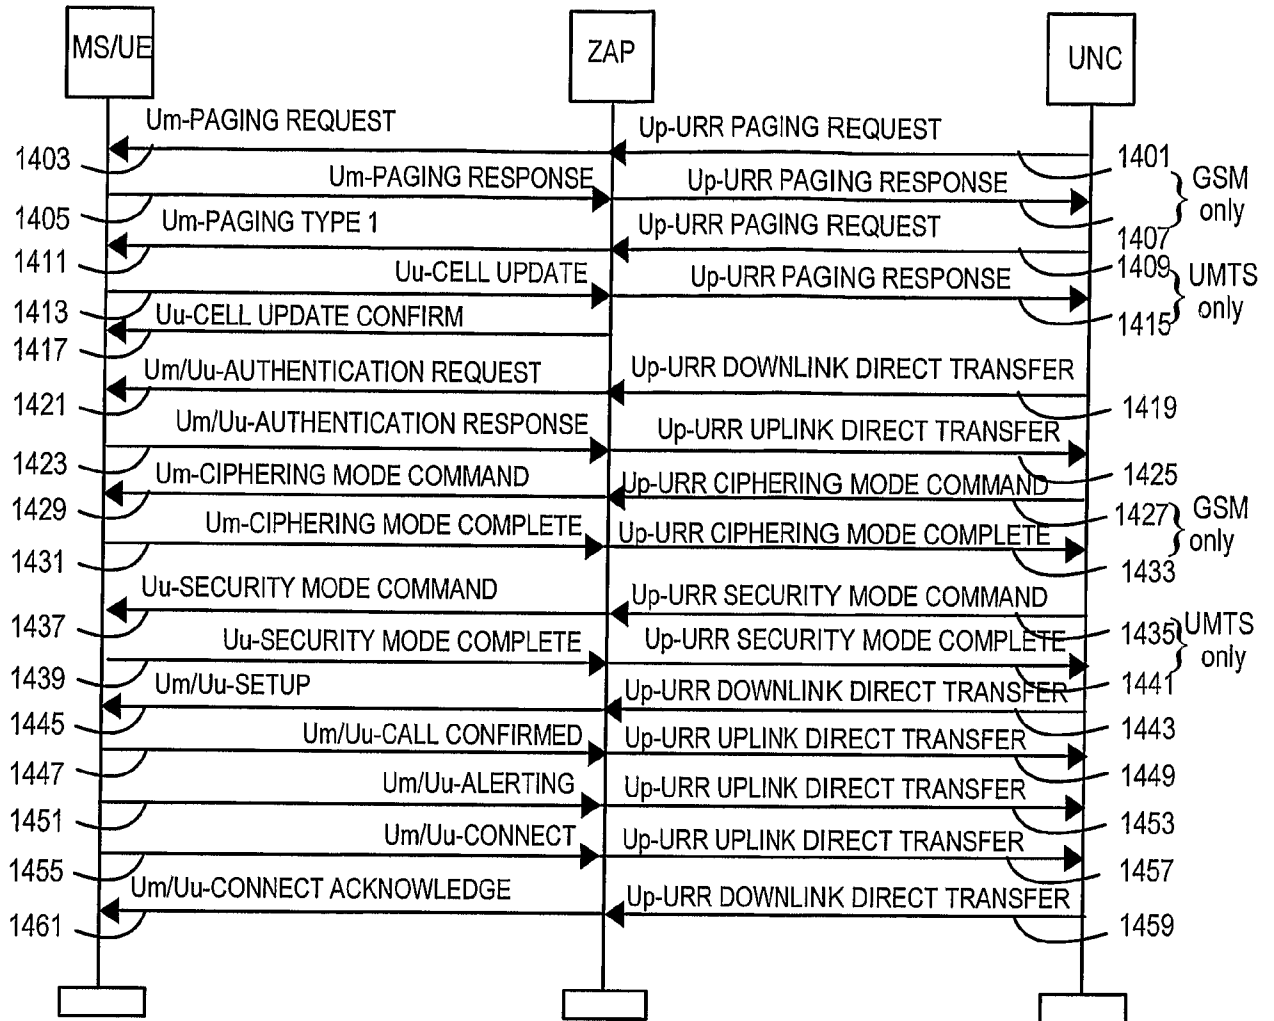 MS/UE
ZAP
UNC
Um-PAGING REQUEST
Up-URR PAGING REQUEST
1403
1401
Um-PAGING RESPONSE
Up-URR PAGING RESPONSE
GSM
only
1405
1407
Um-PAGING TYPE 1
Up-URR PAGING REQUEST
1411
1409
Uu-CELL UPDATE
Up-URR PAGING RESPONSE
UMTS
only
1413
1415
Uu-CELL UPDATE CONFIRM
1417
Um/Uu-AUTHENTICATION REQUEST
Up-URR DOWNLINK DIRECT TRANSFER
1421
1419
Um/Uu-AUTHENTICATION RESPONSE
Up-URR UPLINK DIRECT TRANSFER
1423
1425
Um-CIPHERING MODE COMMAND
Up-URR CIPHERING MODE COMMAND
1429
1427
GSM
only
Um-CIPHERING MODE COMPLETE
Up-URR CIPHERING MODE COMPLETE
1431
1433
Uu-SECURITY MODE COMMAND
Up-URR SECURITY MODE COMMAND
1437
1435
UMTS
only
Uu-SECURITY MODE COMPLETE
Up-URR SECURITY MODE COMPLETE
1439
1441
Um/Uu-SETUP
Up-URR DOWNLINK DIRECT TRANSFER
1445
1443
Um/Uu-CALL CONFIRMED
Up-URR UPLINK DIRECT TRANSFER
1447
1449
Um/Uu-ALERTING
Up-URR UPLINK DIRECT TRANSFER
1451
1453
Um/Uu-CONNECT
Up-URR UPLINK DIRECT TRANSFER
1455
1457
Um/Uu-CONNECT ACKNOWLEDGE
Up-URR DOWNLINK DIRECT TRANSFER
1461
1459